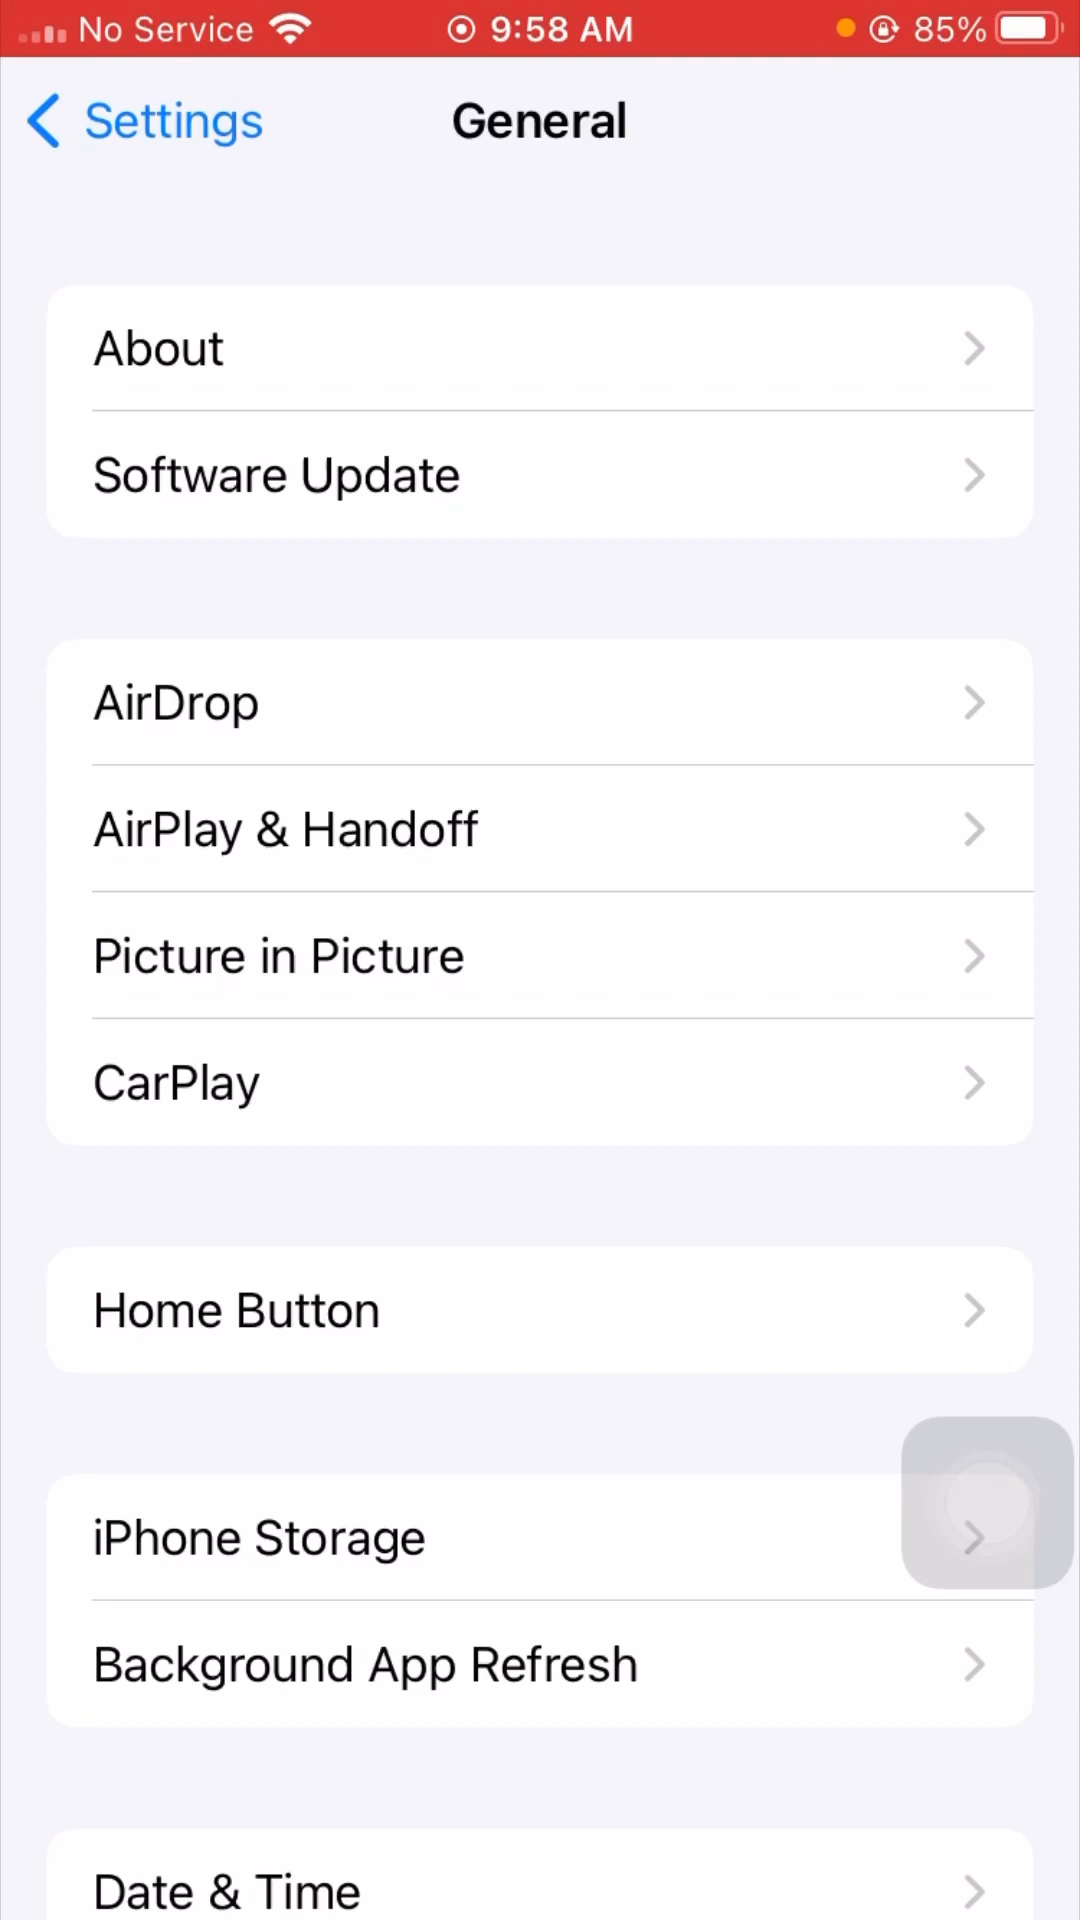 No Service 9:58 AM 85%
Settings General
About
Software Update
AirDrop
AirPlay & Handoff
Picture in Picture
CarPlay
Home Button
iPhone Storage
Background App Refresh
Date & Time